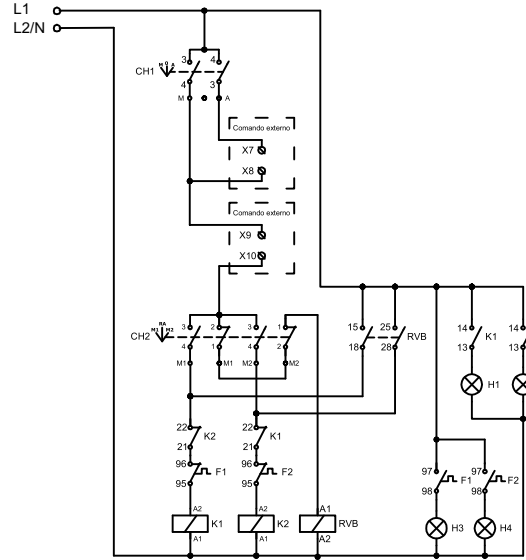 L1
L2/N
M 0 A
CH1
3
4
4
3
M
A
Comando externo
X7
X8
Comando externo
X9
X10
RA
M1 M2
CH2
3
4
2
1
3
4
1
2
M1
M1
M2
M2
15
18
25
28
RVB
14
13
K1
14
13
H1
22
21
K2
22
21
K1
96
95
F1
96
95
F2
97
98
F1
97
98
F2
A2
K1
A1
A2
K2
A1
A1
RVB
A2
H3
H4